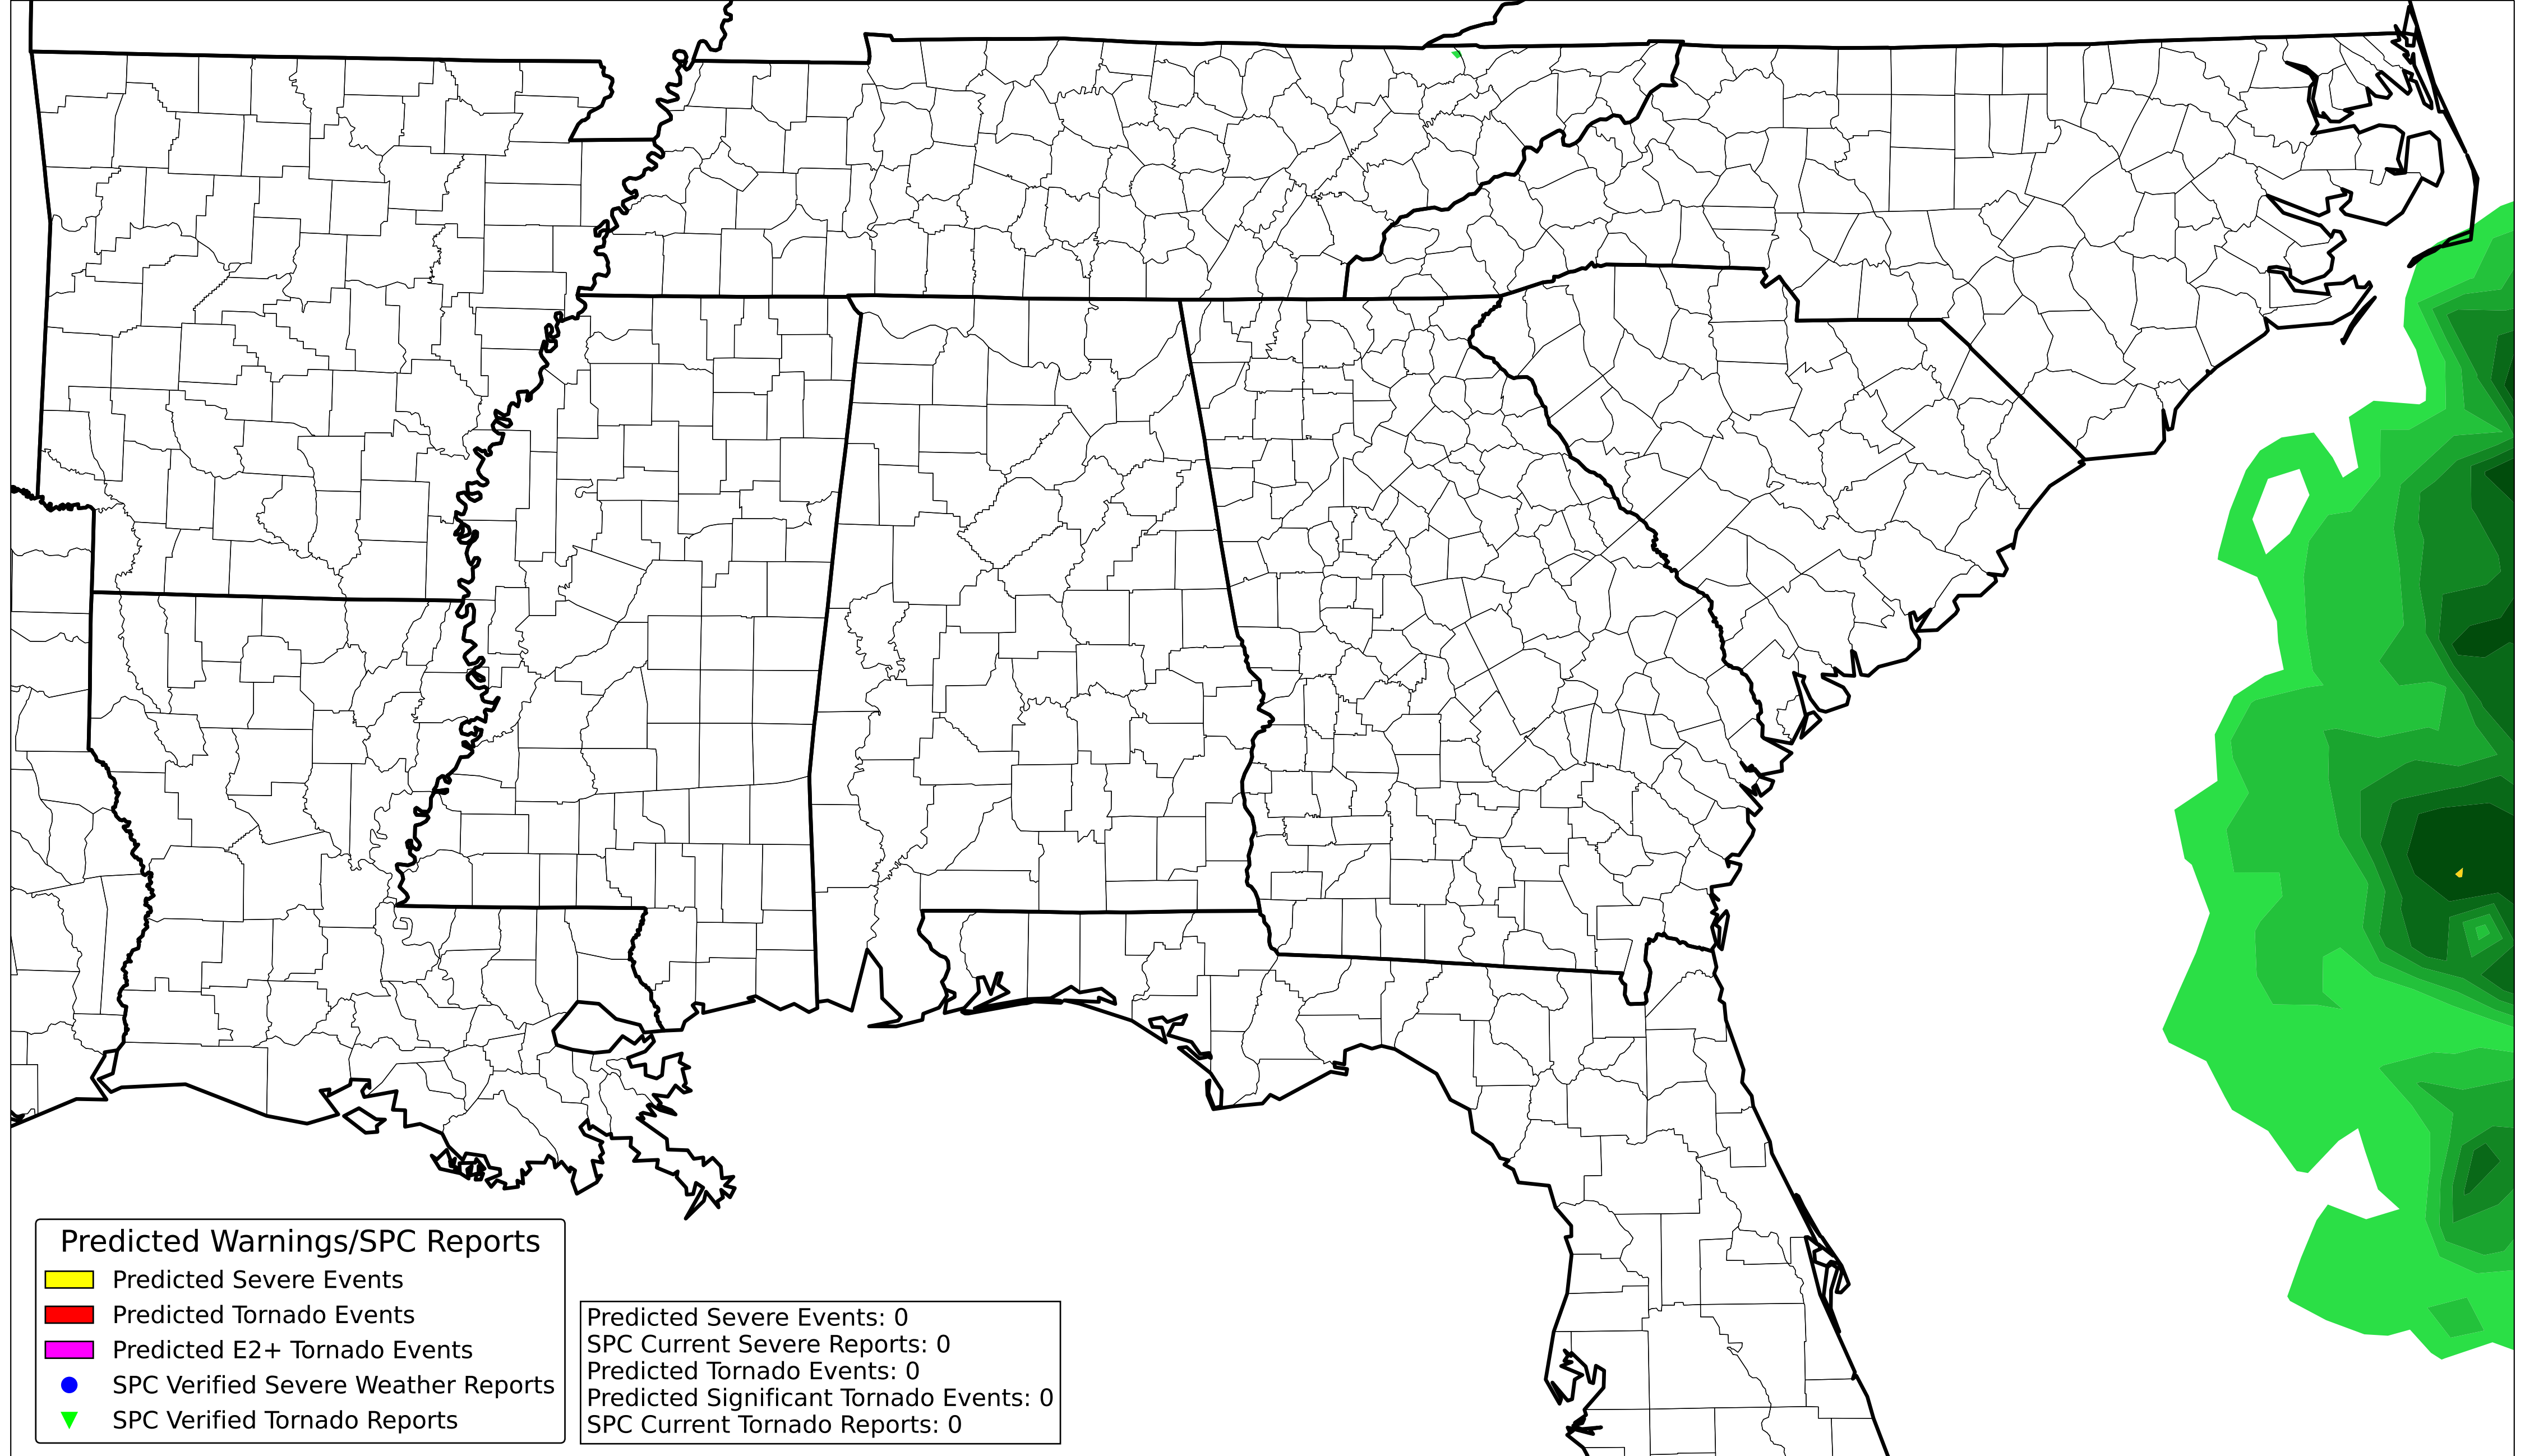 Predicted Warnings/SPC Reports
Predicted Severe Events
Predicted Tornado Events
Predicted E2+ Tornado Events
SPC Verified Severe Weather Reports
SPC Verified Tornado Reports
Predicted Severe Events: 0
SPC Current Severe Reports: 0
Predicted Tornado Events: 0
Predicted Significant Tornado Events: 0
SPC Current Tornado Reports: 0